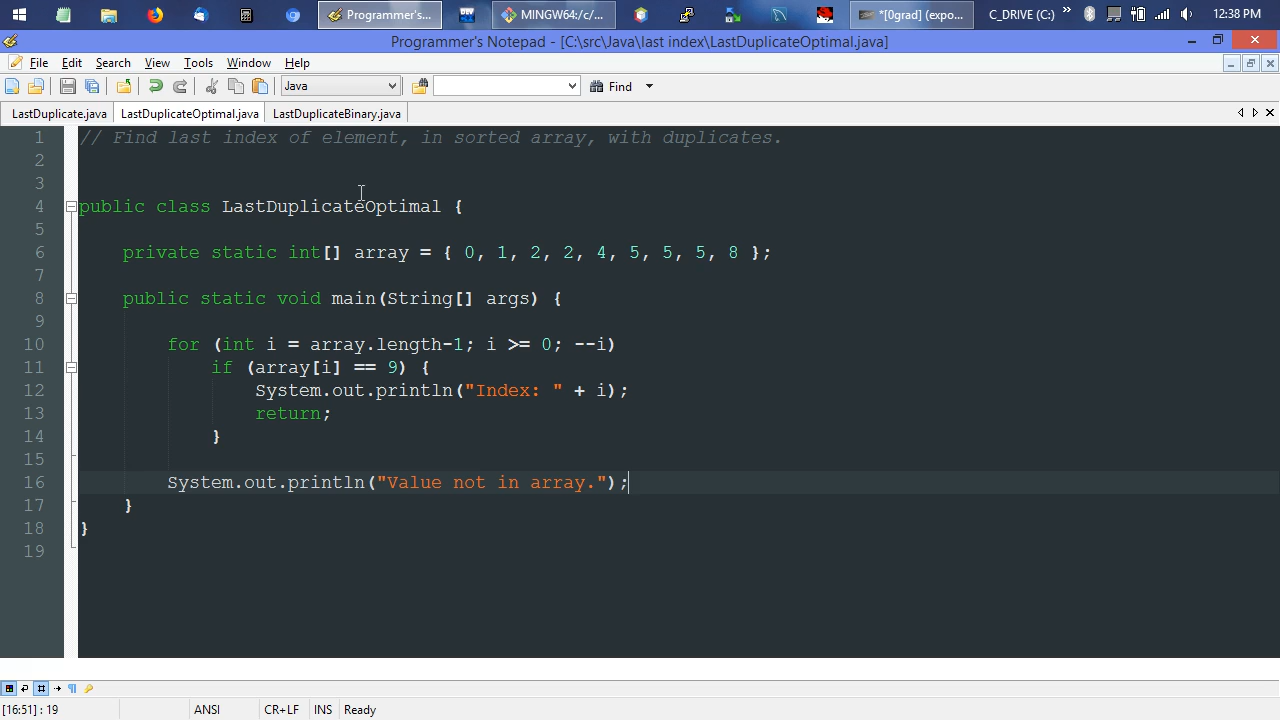 Programmer's...
MINGW64:/c/...
*[0grad] (expo...
C_DRIVE (C:)
12:38 PM
Programmer's Notepad - [C:\src\Java\last index\LastDuplicateOptimal.java]
File Edit Search View Tools Window Help
Java
Find
LastDuplicate.java LastDuplicateOptimal.java LastDuplicateBinary.java
1 // Find last index of element, in sorted array, with duplicates.
2
3
4 public class LastDuplicateOptimal {
5
6 private static int[] array = { 0, 1, 2, 2, 4, 5, 5, 5, 8 };
7
8 public static void main(String[] args) {
9
10 for (int i = array.length-1; i >= 0; --i)
11 if (array[i] == 9) {
12 System.out.println("Index: " + i);
13 return;
14 }
15
16 System.out.println("Value not in array.");
17 }
18 }
19
[16:51] : 19 ANSI CR+LF INS Ready